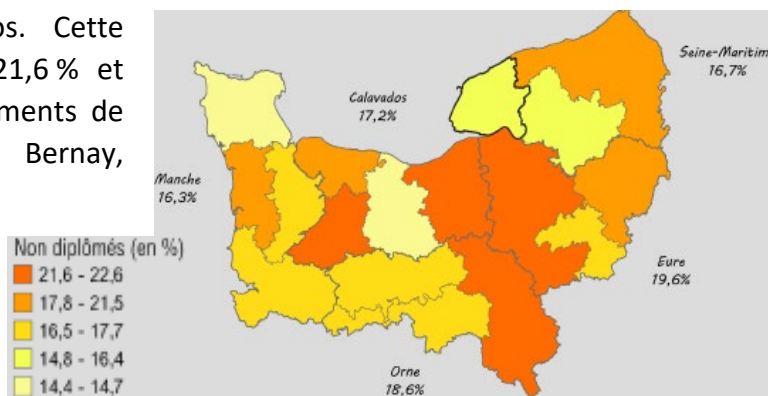 os. Cette
21,6 % et
ments de
Bernay,
Seine-Maritim
16,7%
Calavados
17,2%
Manche
16,3%
Eure
19,6%
Orne
18,6%
Non diplômés (en %)
21,6 - 22,6
17,8 - 21,5
16,5 - 17,7
14,8 - 16,4
14,4 - 14,7